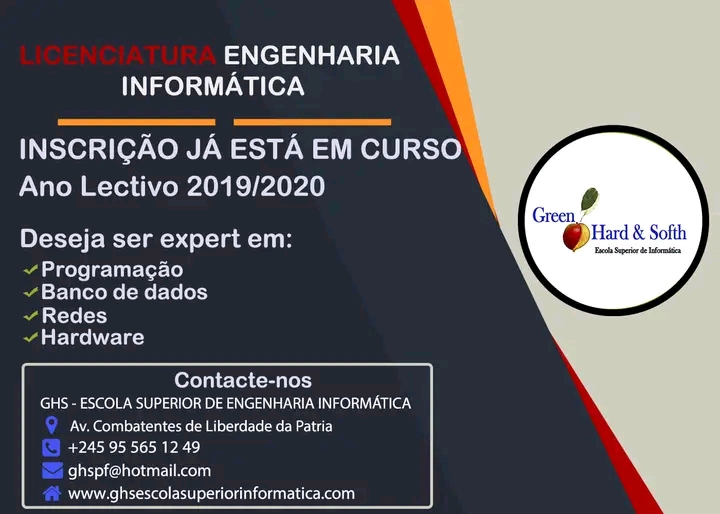 LICENCIATURA ENGENHARIA
INFORMÁTICA
INSCRIÇÃO JÁ ESTÁ EM CURSO
Ano Lectivo 2019/2020
Deseja ser expert em:
Programação
Banco de dados
Redes
Hardware
Contacte-nos
GHS - ESCOLA SUPERIOR DE ENGENHARIA INFORMÁTICA
Av. Combatentes de Liberdade da Patria
+245 95 565 12 49
ghspf@hotmail.com
www.ghsescolasuperiorinformatica.com
Green
Hard & Softh
Escola Superior de Informática